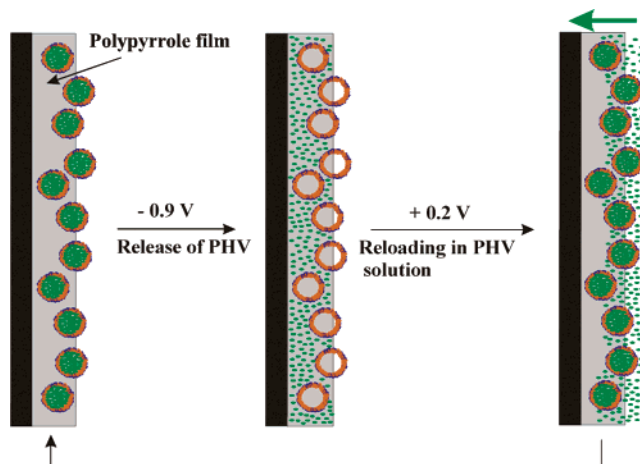 Polypyrrole film
- 0.9 V
Release of PHV
+ 0.2 V
Reloading in PHV
solution